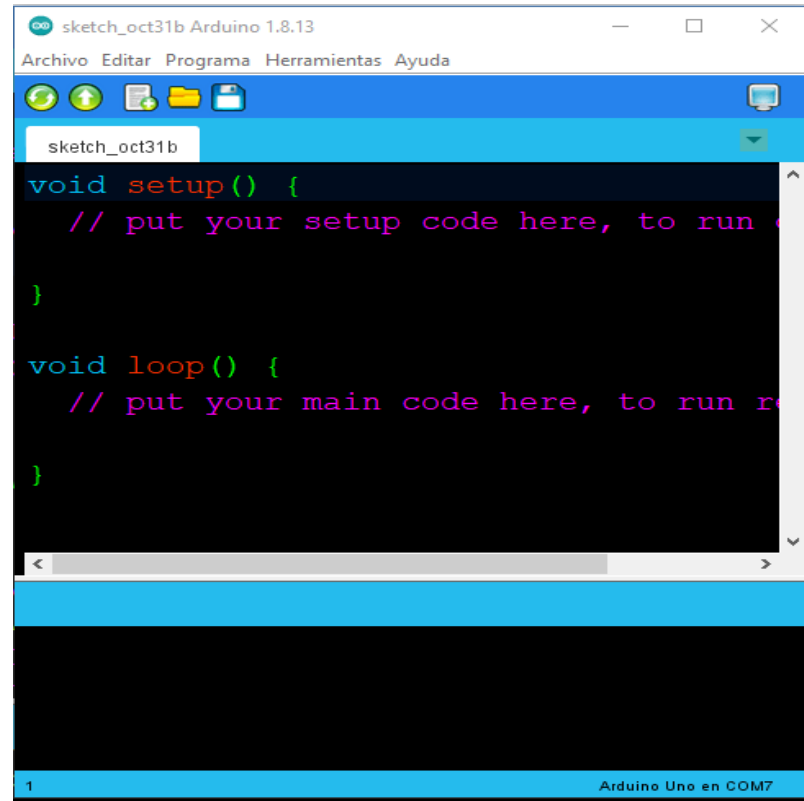 sketch_oct31b Arduino 1.8.13
Archivo Editar Programa Herramientas Ayuda
sketch_oct31b
void setup() {
  // put your setup code here, to run
}
void loop() {
  // put your main code here, to run
}
1 Arduino Uno en COM7